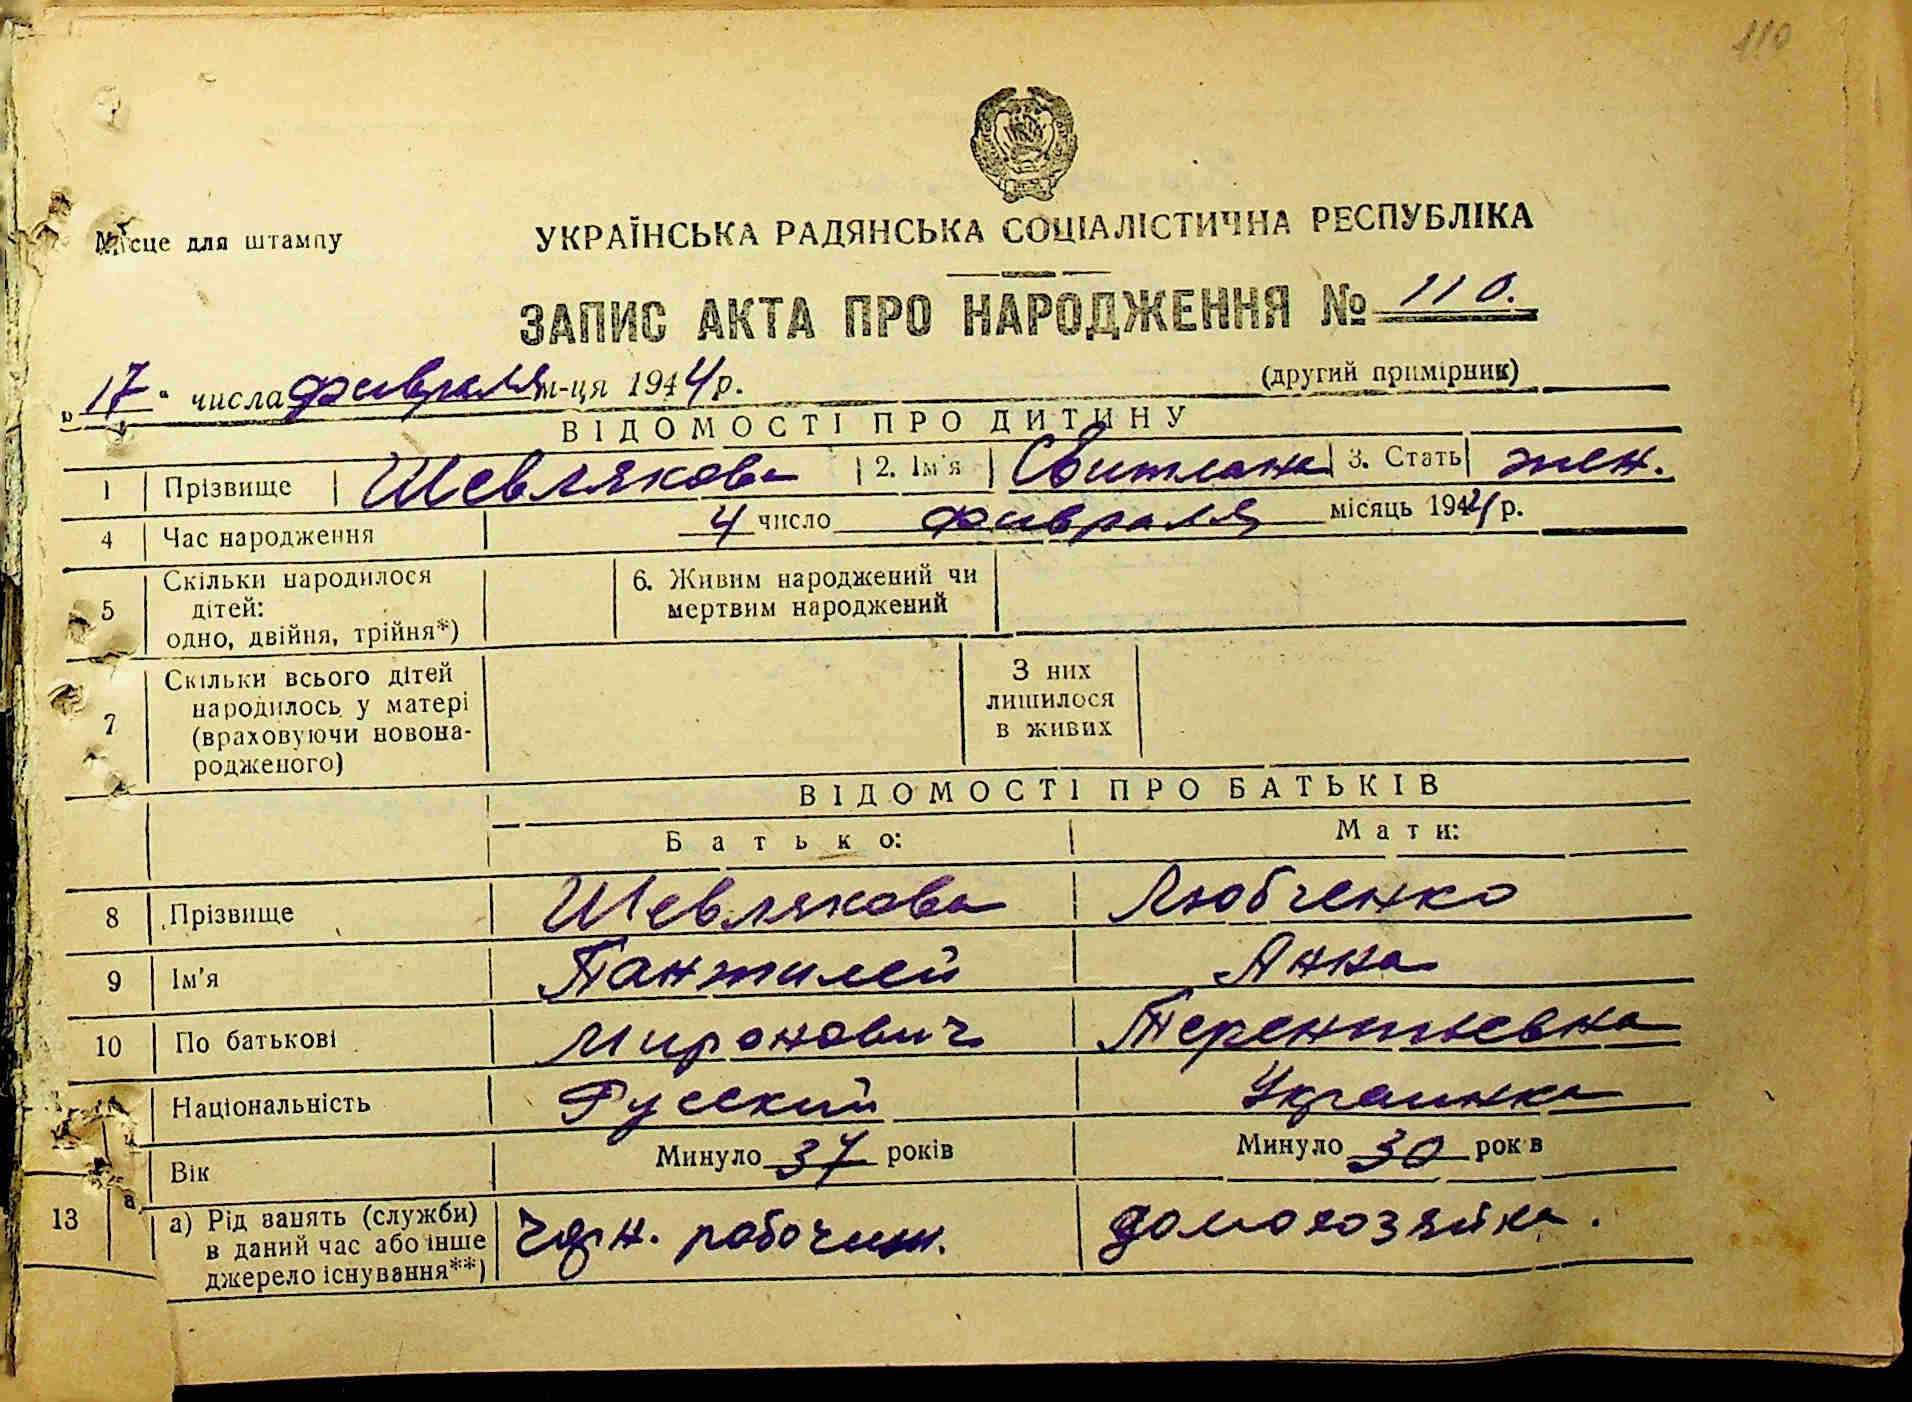 110
Місце для штампу
УКРАЇНСЬКА РАДЯНСЬКА СОЦІАЛІСТИЧНА РЕСПУБЛІКА
ЗАПИС АКТА ПРО НАРОДЖЕННЯ № 110.
„17“ числа февраля м-ця 1944 р. (другий примірник)
ВІДОМОСТІ ПРО ДИТИНУ
1 Прізвище Шевлякова 2. Ім'я Свитлана 3. Стать жен.
4 Час народження 4 число февраля місяць 1944 р.
5 Скільки народилося дітей: одно, двійня, трійня*) 6. Живим народжений чи мертвим народжений
7 Скільки всього дітей народилось у матері (враховуючи новонародженого) З них лишилося в живих
ВІДОМОСТІ ПРО БАТЬКІВ
Батько: Мати:
8 Прізвище Шевлякова Любченко
9 Ім'я Пантилей Анна
10 По батькові Миронович Терентьевна
Національність Русский Украинка
Вік Минуло 37 років Минуло 30 рок в
13 а) Рід занять (служби) в даний час або інше джерело існування**) домохозяйка.